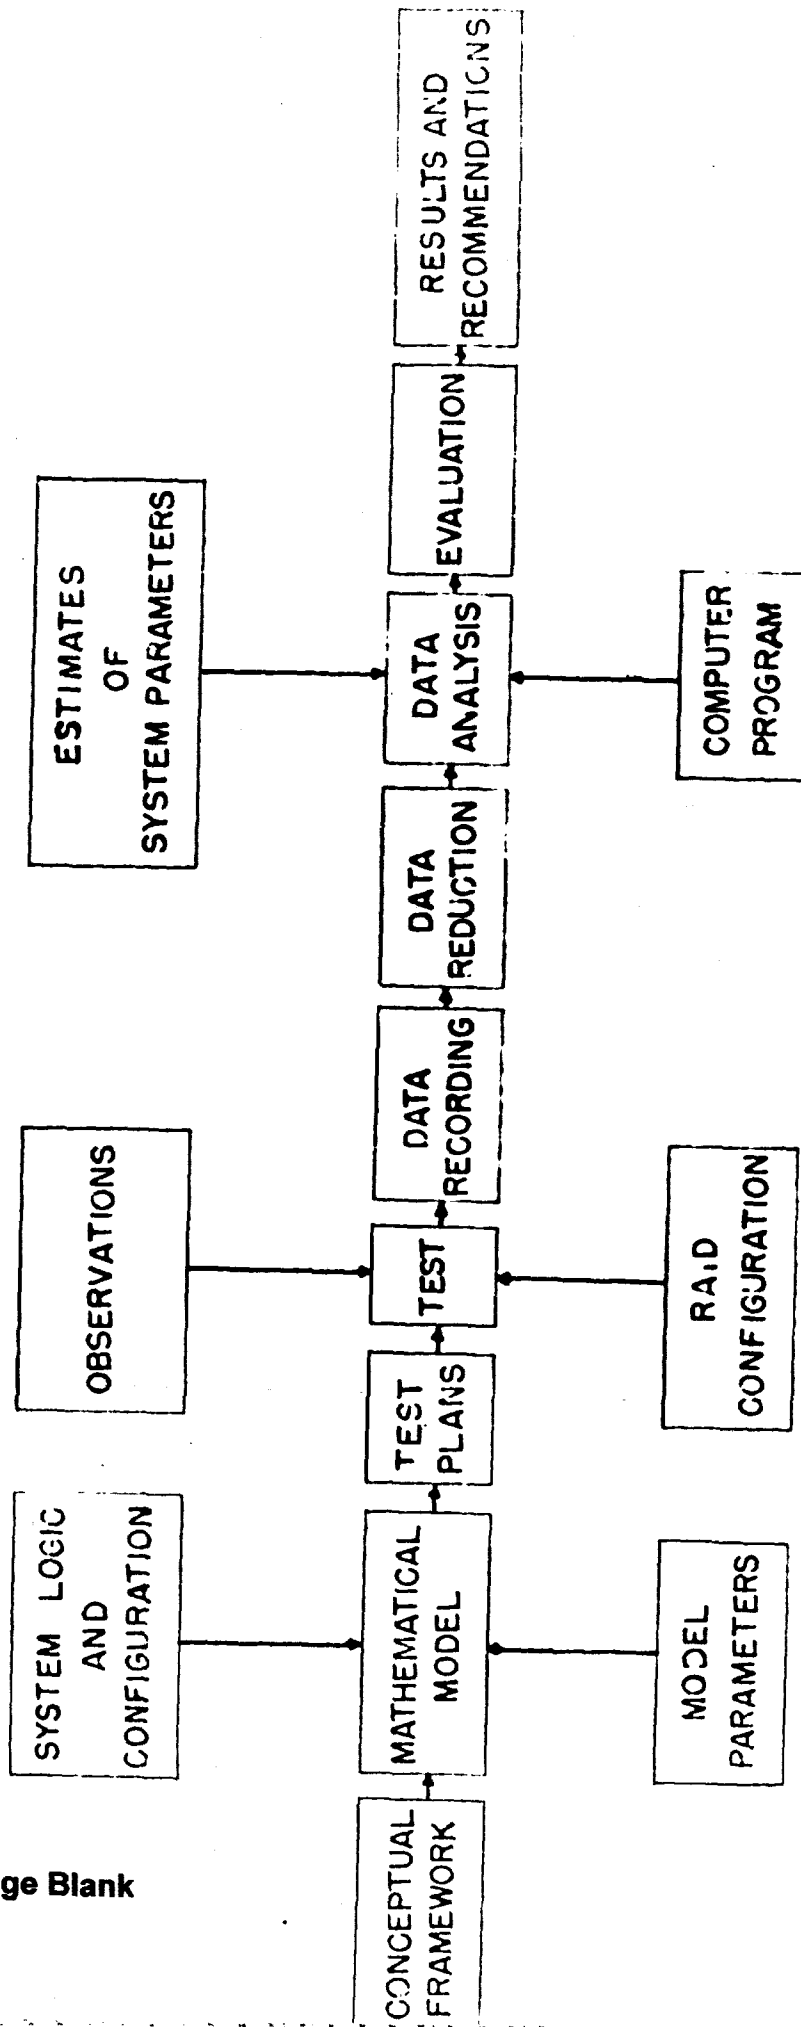 SYSTEM LOGIC
AND
CONFIGURATION
OBSERVATIONS
ESTIMATES
OF
SYSTEM PARAMETERS
CONCEPTUAL
FRAMEWORK
MATHEMATICAL
MODEL
TEST
PLANS
TEST
DATA
RECORDING
DATA
REDUCTION
DATA
ANALYSIS
EVALUATION
RESULTS AND
RECOMMENDATIONS
MODEL
PARAMETERS
RAID
CONFIGURATION
COMPUTER
PROGRAM
ge Blank